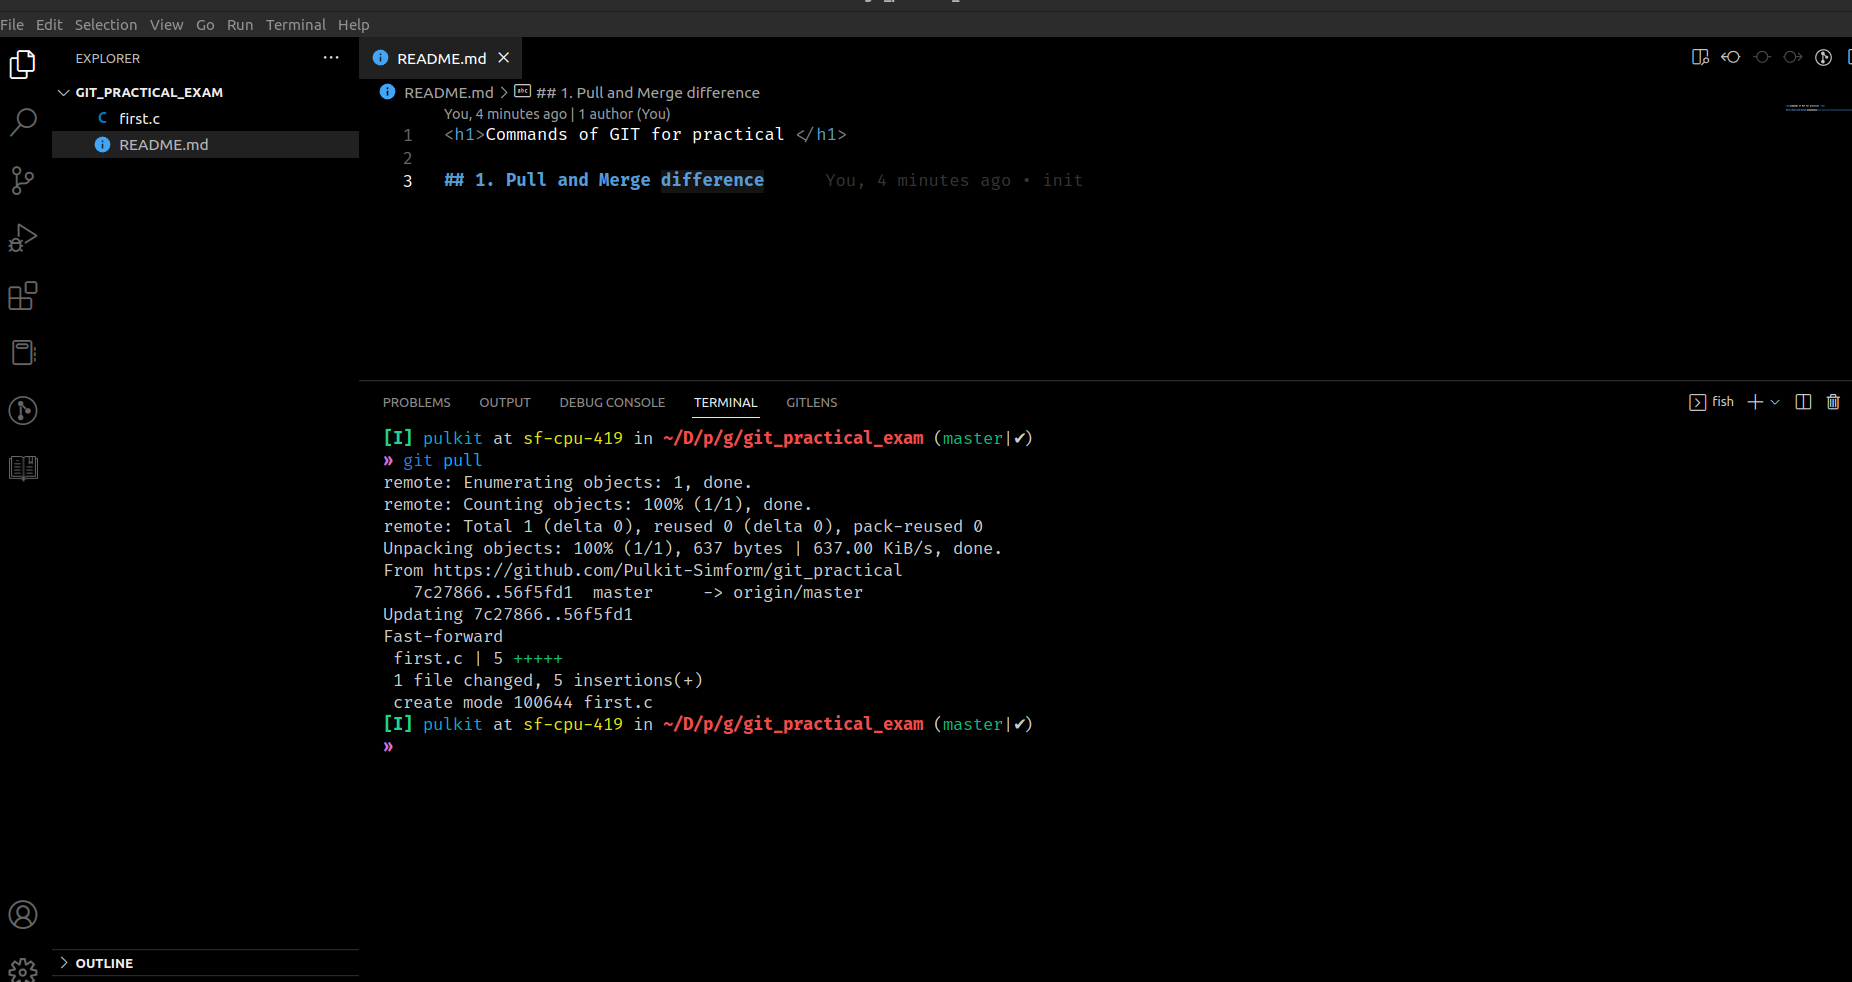 File Edit Selection View Go Run Terminal Help
EXPLORER ···
GIT_PRACTICAL_EXAM
C first.c
README.md
OUTLINE
README.md
README.md > ## 1. Pull and Merge difference
You, 4 minutes ago | 1 author (You)
1 <h1>Commands of GIT for practical </h1>
2
3 ## 1. Pull and Merge difference You, 4 minutes ago • init
PROBLEMS OUTPUT DEBUG CONSOLE TERMINAL GITLENS
fish
[I] pulkit at sf-cpu-419 in ~/D/p/g/git_practical_exam (master|✔)
» git pull
remote: Enumerating objects: 1, done.
remote: Counting objects: 100% (1/1), done.
remote: Total 1 (delta 0), reused 0 (delta 0), pack-reused 0
Unpacking objects: 100% (1/1), 637 bytes | 637.00 KiB/s, done.
From https://github.com/Pulkit-Simform/git_practical
7c27866..56f5fd1 master -> origin/master
Updating 7c27866..56f5fd1
Fast-forward
first.c | 5 +++++
1 file changed, 5 insertions(+)
create mode 100644 first.c
[I] pulkit at sf-cpu-419 in ~/D/p/g/git_practical_exam (master|✔)
»